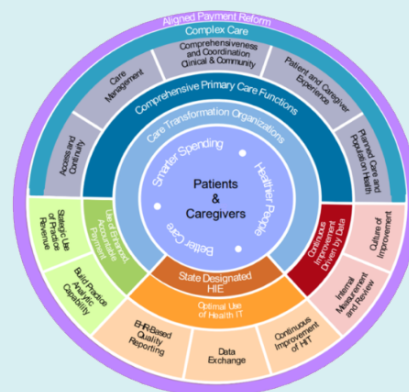 Aligned Payment Reform
Complex Care
Comprehensiveness
and Coordination
Clinical & Community
Care
Management
Patient and Caregiver
Experience
Access and
Continuity
Planned Care and
Population Health
Comprehensive Primary Care Functions
Care Transformation Organizations
Smarter Spending
Healthier People
Better Care
Patients
&
Caregivers
Strategic Use
of Practice
Revenue
Build Practice
Analytic
Capability
Use of Enhanced,
Accountable
Payment
State Designated
HIE
Optimal Use
of Health IT
EHR Based
Quality
Reporting
Data
Exchange
Continuous
Improvement
of HIT
Continuous
Improvement
Driven by Data
Culture of
Improvement
Internal
Measurement
and Review